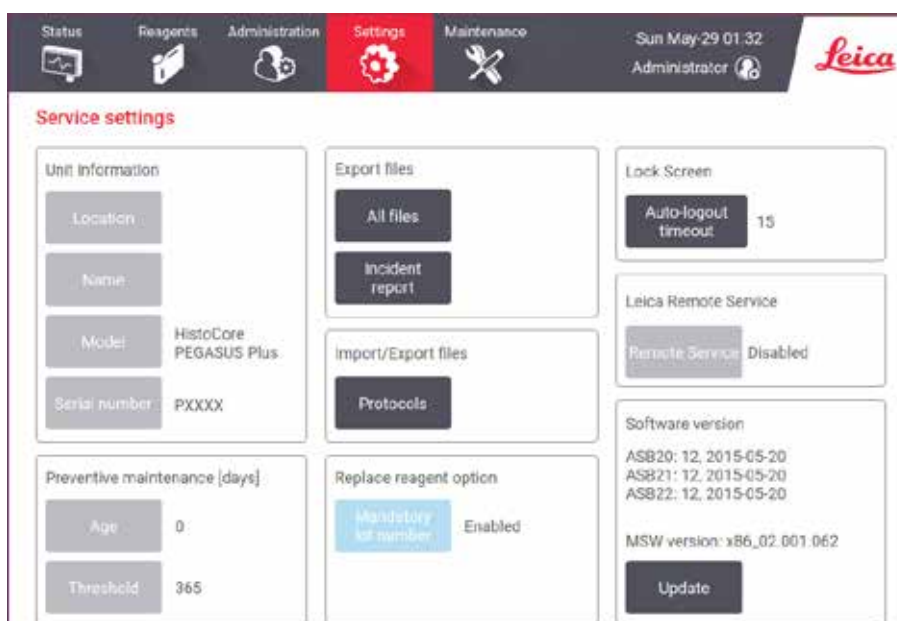 Status Reagents Administration Settings Maintenance
Sun May-29 01:32
Administrator
Leica
Service settings
Unit Information
Location
Name
Model HistoCore
PEGASUS Plus
Serial number PXXXX
Preventive maintenance [days]
Age 0
Threshold 365
Export files
All files
Incident
report
Import/Export files
Protocols
Replace reagent option
Mandatory
lot number Enabled
Lock Screen
Auto-logout
timeout 15
Leica Remote Service
Remote Service Disabled
Software version
ASB20: 12, 2015-05-20
ASB21: 12, 2015-05-20
ASB22: 12, 2015-05-20
MSW version: x86_02.001.062
Update